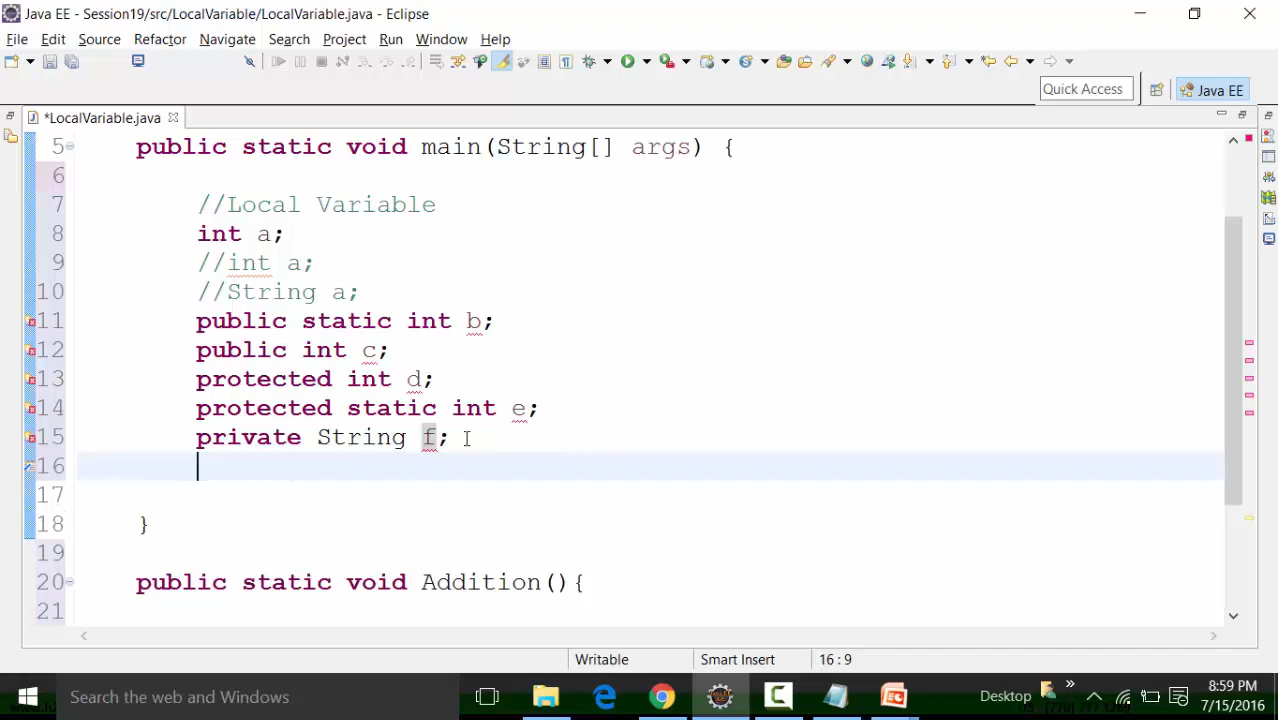 Java EE - Session19/src/LocalVariable/LocalVariable.java - Eclipse
File Edit Source Refactor Navigate Search Project Run Window Help
Quick Access Java EE
*LocalVariable.java
5 public static void main(String[] args) {
6
7 //Local Variable
8 int a;
9 //int a;
10 //String a;
11 public static int b;
12 public int c;
13 protected int d;
14 protected static int e;
15 private String f;
16
17
18 }
19
20 public static void Addition(){
21
Writable Smart Insert 16 : 9
Search the web and Windows Desktop 8:59 PM
7/15/2016